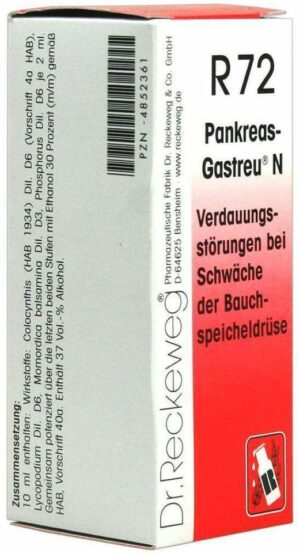 R 72
Pankreas-
Gastreu® N
Verdauungs-
störungen bei
Schwäche
der Bauch-
speicheldrüse
Dr.Reckeweg®
Pharmazeutische Fabrik Dr. Reckeweg & Co. GmbH
D-64625 Bensheim www.reckeweg.de
PZN -4852361
Zusammensetzung:
10 ml enthalten: Wirkstoffe: Colocynthis (HAB 1934) Dil. D6 (Vorschrift 4a HAB),
Lycopodium Dil. D6, Momordica balsamina Dil. D3, Phosphorus Dil. D6 je 2 ml.
Gemeinsam potenziert über die letzten beiden Stufen mit Ethanol 30 Prozent (m/m) gemäß
HAB, Vorschrift 40a. Enthält 37 Vol.-% Alkohol.